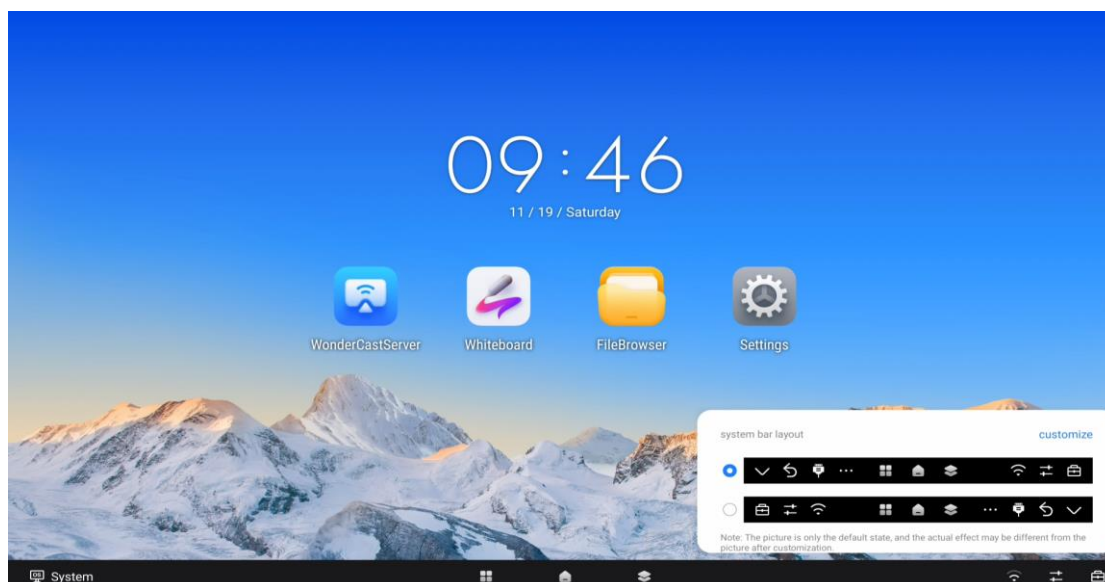 09:46
11 / 19 / Saturday
WonderCastServer
Whiteboard
FileBrowser
Settings
system bar layout
customize
Note: The picture is only the default state, and the actual effect may be different from the
picture after customization.
System